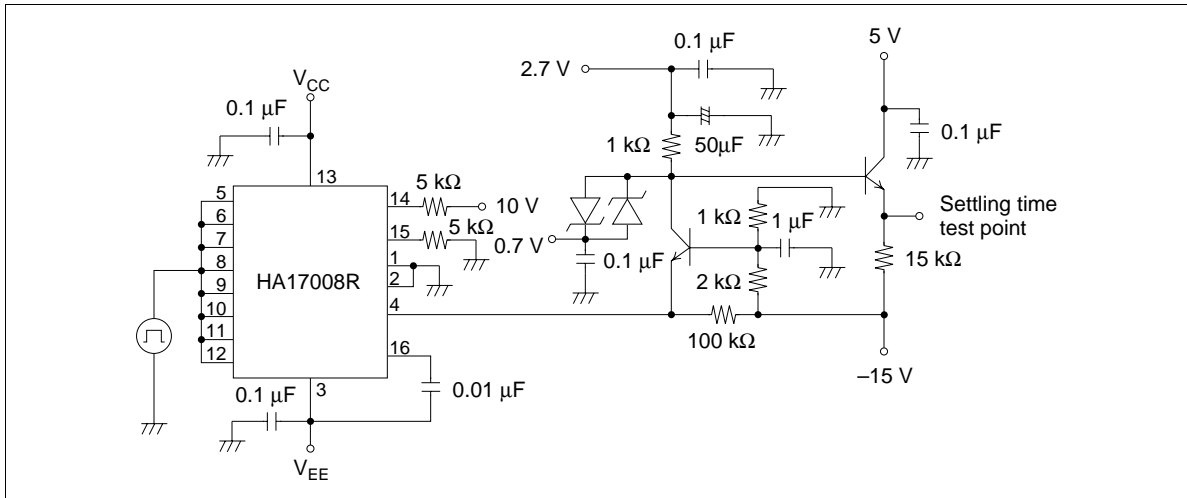 5 V
0.1 μF
2.7 V
V_CC
0.1 μF
0.1 μF
1 kΩ
50μF
13
5 kΩ
5
14
10 V
5 kΩ
6
1 kΩ
1 μF
Settling time
test point
7
15
0.7 V
8
HA17008R
1
0.1 μF
15 kΩ
9
2
2 kΩ
10
4
11
100 kΩ
12
16
–15 V
0.1 μF
3
0.01 μF
V_EE